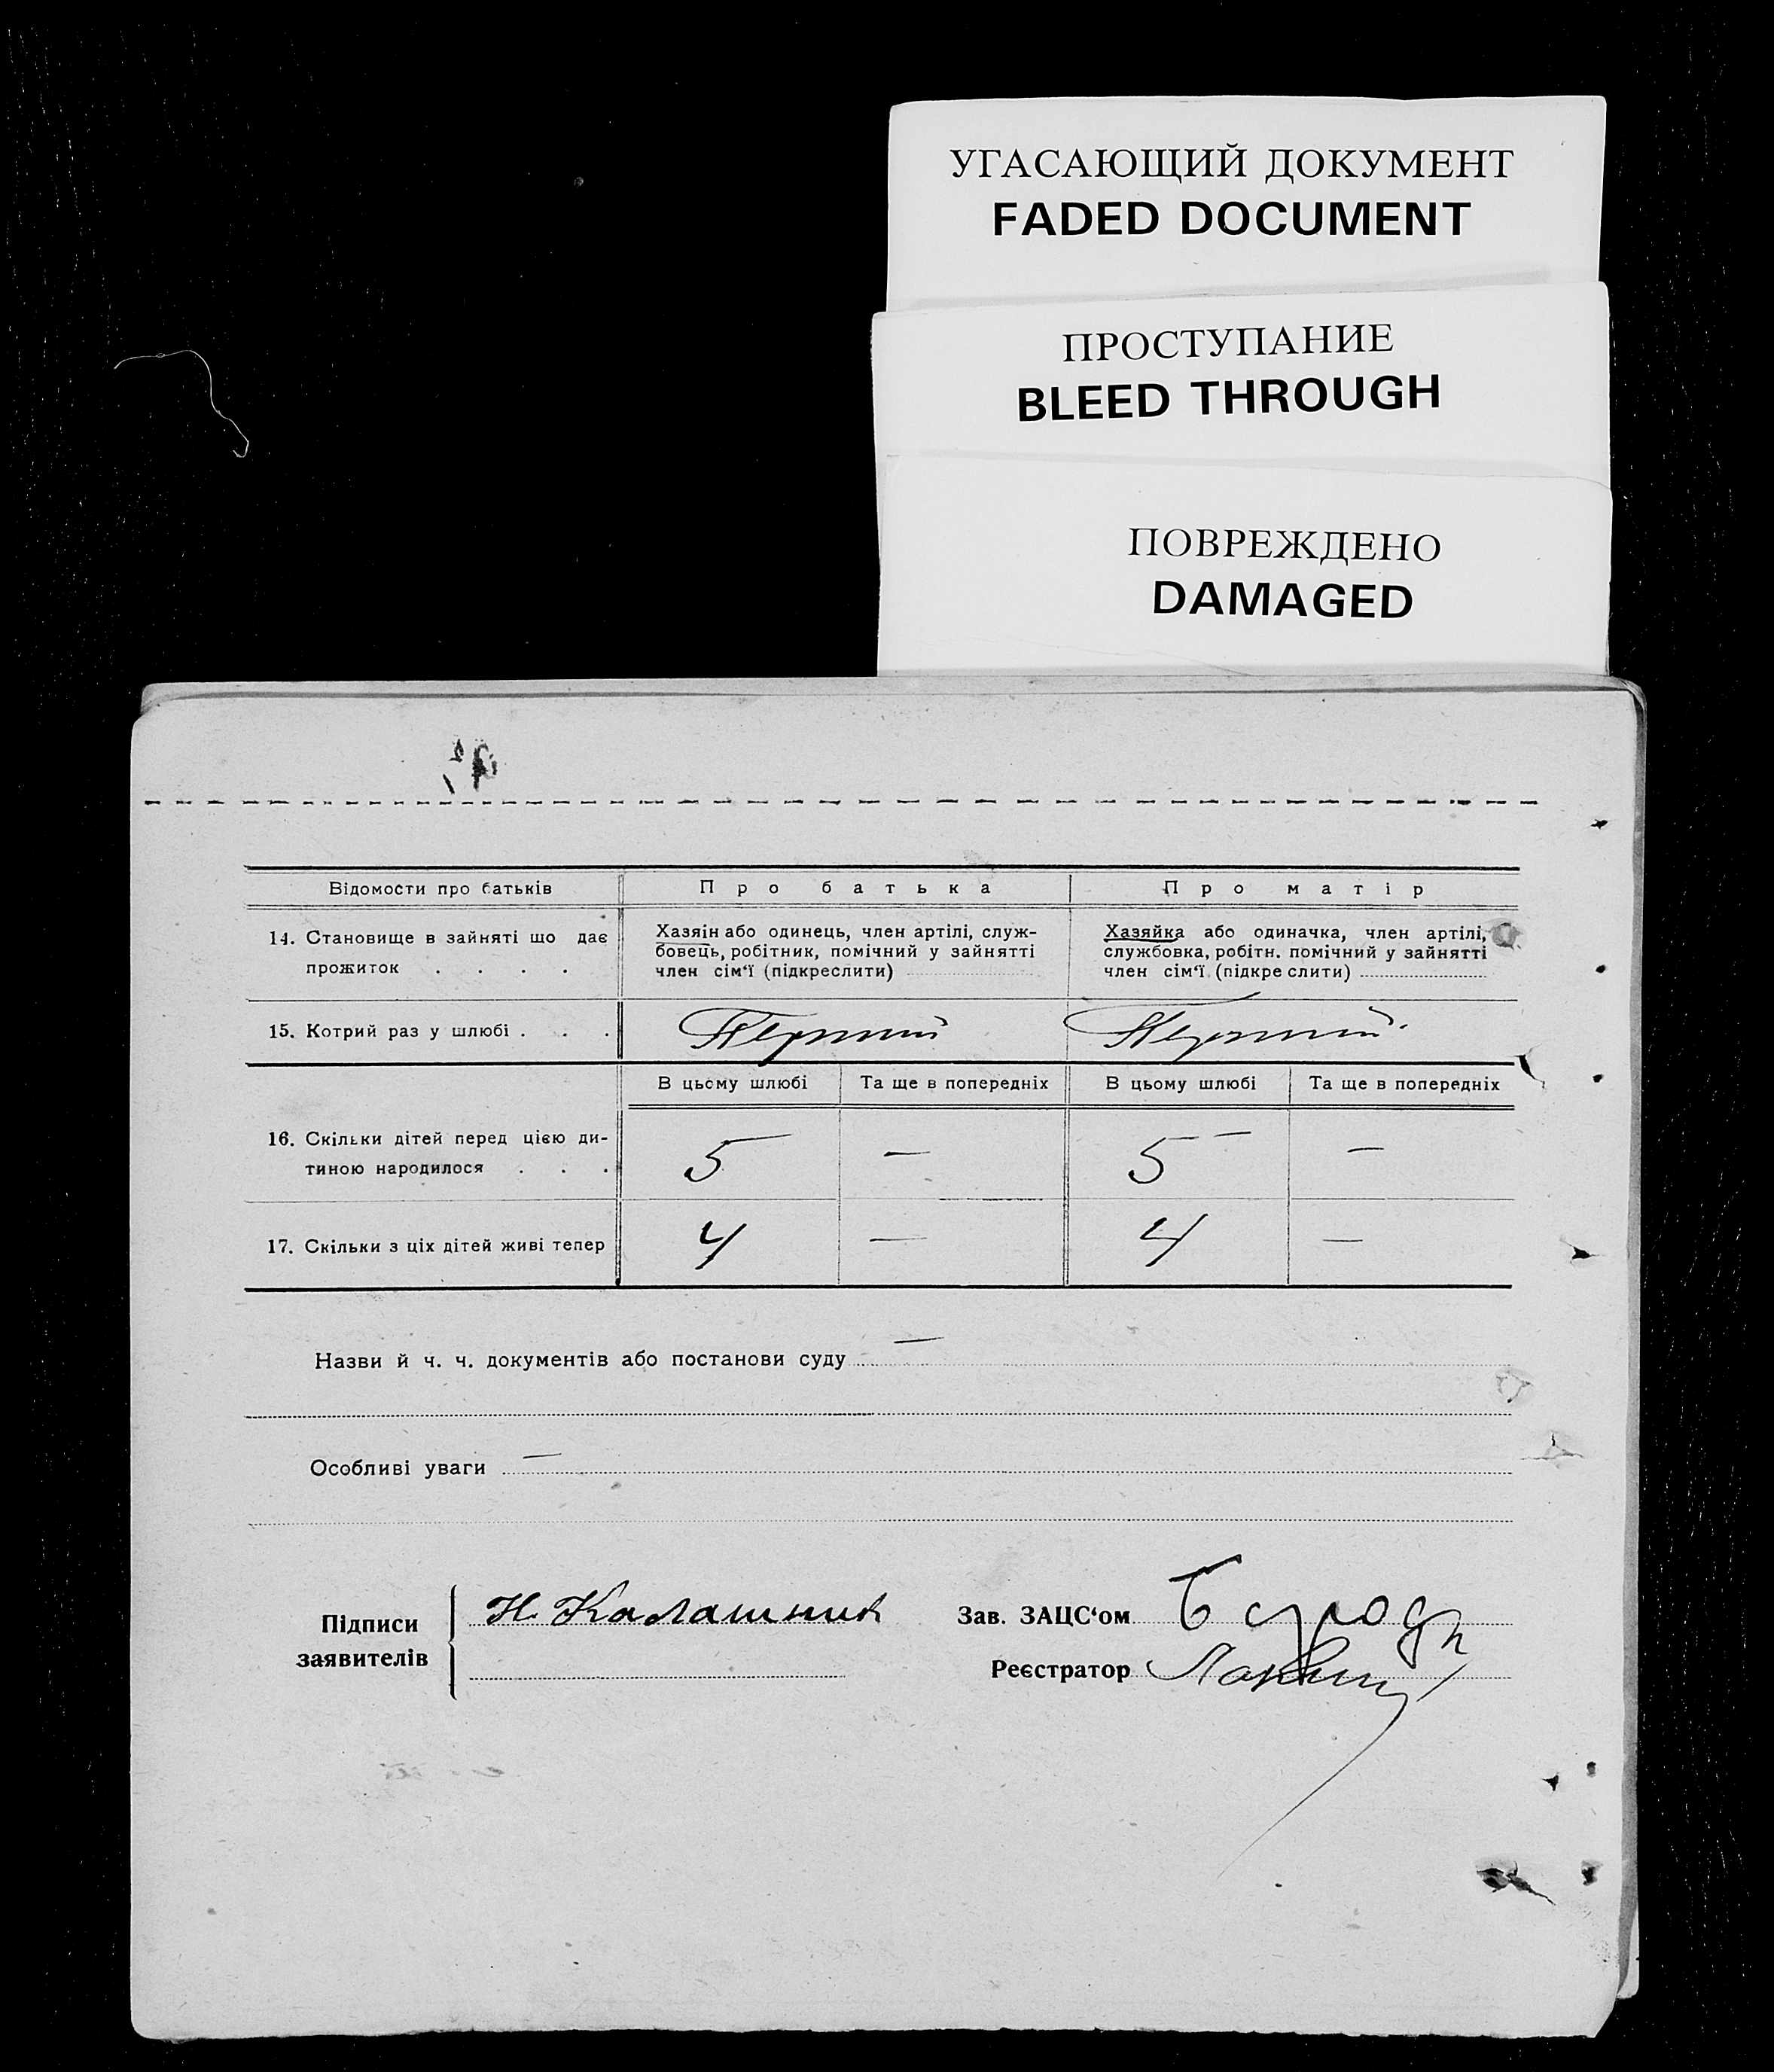 УГАСАЮЩИЙ ДОКУМЕНТ
FADED DOCUMENT
ПРОСТУПАНИЕ
BLEED THROUGH
ПОВРЕЖДЕНО
DAMAGED
Відомости про батьків Про батька Про матір
14. Становище в зайняті що дає прожиток . . . .
Хазяін або одинець, член артілі, служ-
бовець, робітник, помічний у зайнятті
член сім'ї (підкреслити)
Хазяйка або одиначка, член артілі,
службовка, робітн. помічний у зайнятті
член сім'ї (підкреслити)
15. Котрий раз у шлюбі . . . Перший Перший
В цьому шлюбі Та ще в попередніх В цьому шлюбі Та ще в попередніх
16. Скільки дітей перед цією ди-
тиною народилося . . . 5 — 5 —
17. Скільки з ціх дітей живі тепер 4 — 4 —
Назви й ч. ч. документів або постанови суду —
Особливі уваги —
Підписи
заявителів
Н. Калашник
Зав. ЗАЦС'ом
Реєстратор